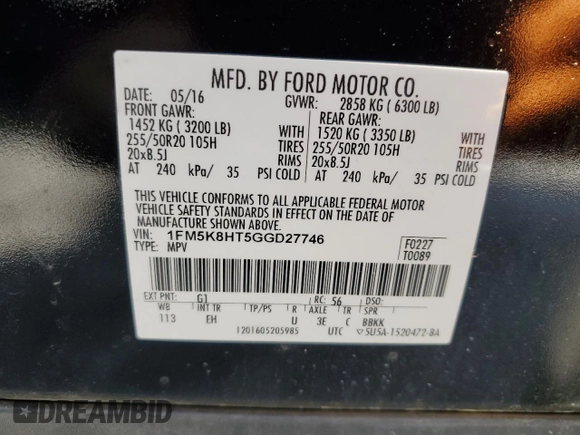 MFD. BY FORD MOTOR CO.
DATE: 05/16 GVWR: 2858 KG ( 6300 LB)
FRONT GAWR: REAR GAWR:
1452 KG ( 3200 LB) WITH 1520 KG ( 3350 LB) WITH
255/50R20 105H TIRES 255/50R20 105H TIRES
20x8.5J RIMS 20x8.5J RIMS
AT 240 kPa/ 35 PSI COLD AT 240 kPa/ 35 PSI COLD
THIS VEHICLE CONFORMS TO ALL APPLICABLE FEDERAL MOTOR
VEHICLE SAFETY STANDARDS IN EFFECT ON THE DATE OF
MANUFACTURE SHOWN ABOVE.
VIN: 1FM5K8HT5GGD27746 F0227
TYPE: MPV T0089
EXT PNT: G1 RC: 56 DSO:
WB INT TR TP/PS R AXLE TR SPR
113 EH U 3E C BBKK
1201605205985 UTC ▽5U5A-1520472-BA
DREAMBID